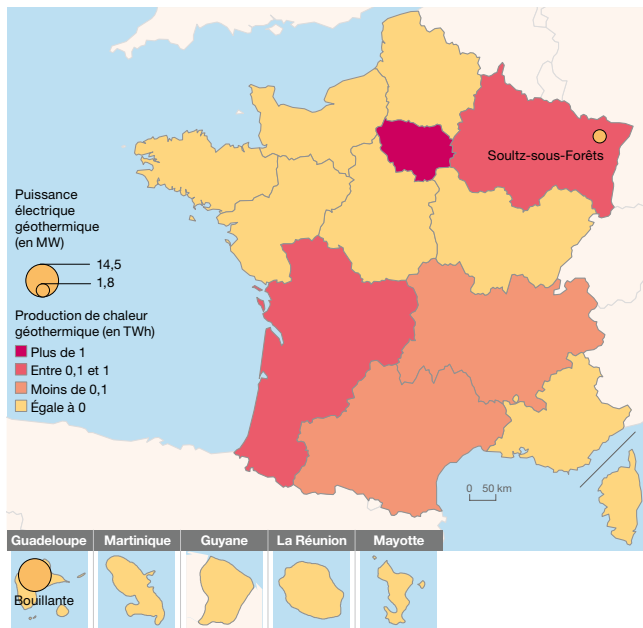 Soultz-sous-Forêts
Puissance
électrique
géothermique
(en MW)
14,5
1,8
Production de chaleur
géothermique (en TWh)
Plus de 1
Entre 0,1 et 1
Moins de 0,1
Égale à 0
0 50 km
Guadeloupe Martinique Guyane La Réunion Mayotte
Bouillante